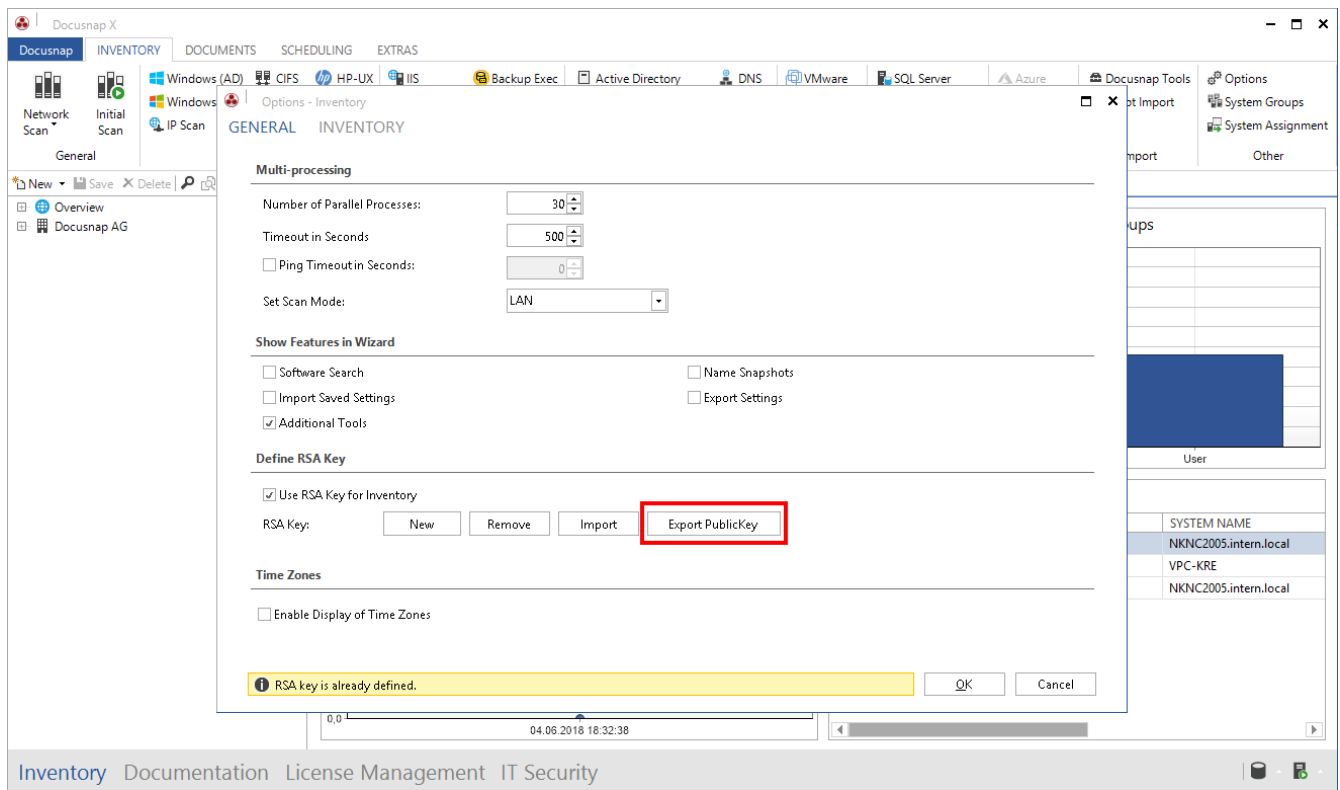 Docusnap X
Docusnap INVENTORY DOCUMENTS SCHEDULING EXTRAS
Windows (AD) CIFS HP-UX IIS Backup Exec Active Directory DNS VMware SQL Server Azure Docusnap Tools Options
Network Scan Initial Scan Windows pt Import System Groups
IP Scan System Assignment
General mport Other
New Save Delete
Overview
Docusnap AG
Options - Inventory
GENERAL INVENTORY
Multi-processing
Number of Parallel Processes: 30
Timeout in Seconds 500
Ping Timeout in Seconds: 0
Set Scan Mode: LAN
Show Features in Wizard
Software Search Name Snapshots
Import Saved Settings Export Settings
Additional Tools
Define RSA Key
Use RSA Key for Inventory
RSA Key: New Remove Import Export PublicKey
Time Zones
Enable Display of Time Zones
RSA key is already defined. OK Cancel
ups
User
SYSTEM NAME
NKNC2005.intern.local
VPC-KRE
NKNC2005.intern.local
0,0
04.06.2018 18:32:38
Inventory Documentation License Management IT Security